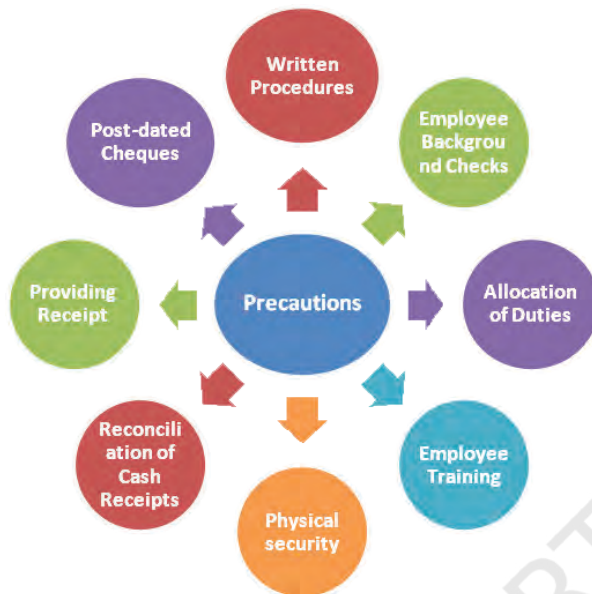 Written
Procedures
Employee
Backgrou
nd Checks
Allocation
of Duties
Employee
Training
Physical
security
Reconcili
ation of
Cash
Receipts
Providing
Receipt
Post-dated
Cheques
Precautions